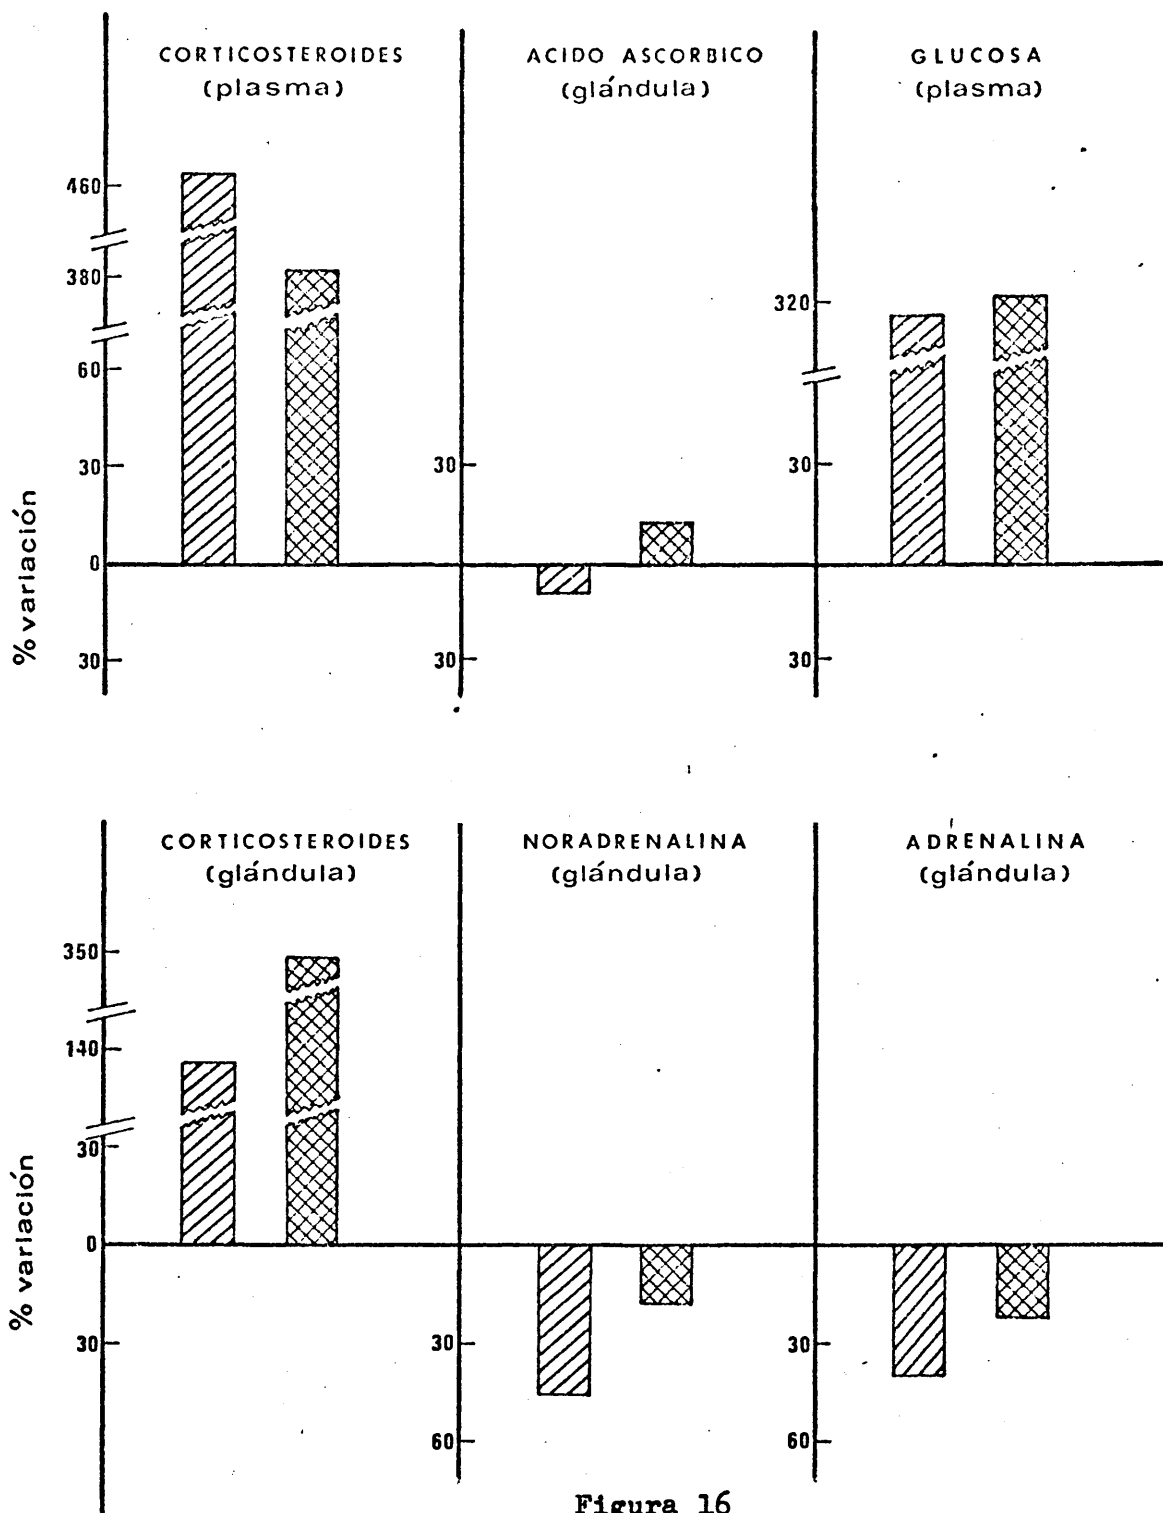 CORTICOSTEROIDES
(plasma)
ACIDO ASCORBICO
(glándula)
GLUCOSA
(plasma)
460
380
60
30
0
30
30
30
320
30
30
% variación
CORTICOSTEROIDES
(glándula)
NORADRENALINA
(glándula)
ADRENALINA
(glándula)
350
140
30
0
30
30
60
30
60
% variación
Figura 16